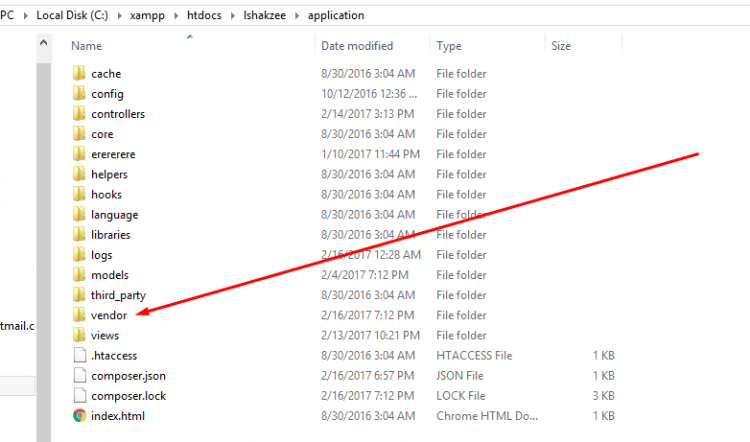 PC > Local Disk (C:) > xampp > htdocs > Ishakzee > application
Name Date modified Type Size
cache 8/30/2016 3:04 AM File folder
config 10/12/2016 12:36 ... File folder
controllers 2/14/2017 3:13 PM File folder
core 8/30/2016 3:04 AM File folder
erererere 1/10/2017 11:44 PM File folder
helpers 8/30/2016 3:04 AM File folder
hooks 8/30/2016 3:04 AM File folder
language 8/30/2016 3:04 AM File folder
libraries 8/30/2016 3:04 AM File folder
logs 2/16/2017 12:28 AM File folder
models 2/4/2017 7:12 PM File folder
third_party 8/30/2016 3:04 AM File folder
vendor 2/16/2017 7:12 PM File folder
tmail.c
views 2/13/2017 10:21 PM File folder
.htaccess 8/30/2016 3:04 AM HTACCESS File 1 KB
composer.json 2/16/2017 6:57 PM JSON File 1 KB
composer.lock 2/16/2017 7:12 PM LOCK File 3 KB
index.html 8/30/2016 3:04 AM Chrome HTML Do... 1 KB